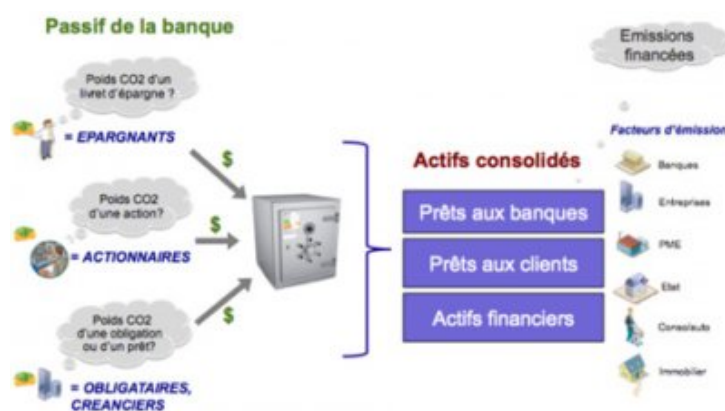 Passif de la banque
Poids CO2 d'un
livret d'épargne ?
= EPARGNANTS
$
Poids CO2
d'une action?
$
= ACTIONNAIRES
Poids CO2
d'une obligation
ou d'un prêt?
$
= OBLIGATAIRES,
CREANCIERS
Actifs consolidés
Prêts aux banques
Prêts aux clients
Actifs financiers
Emissions
financées
Facteurs d'émission
Banques
Entreprises
PME
Etat
Immobilier